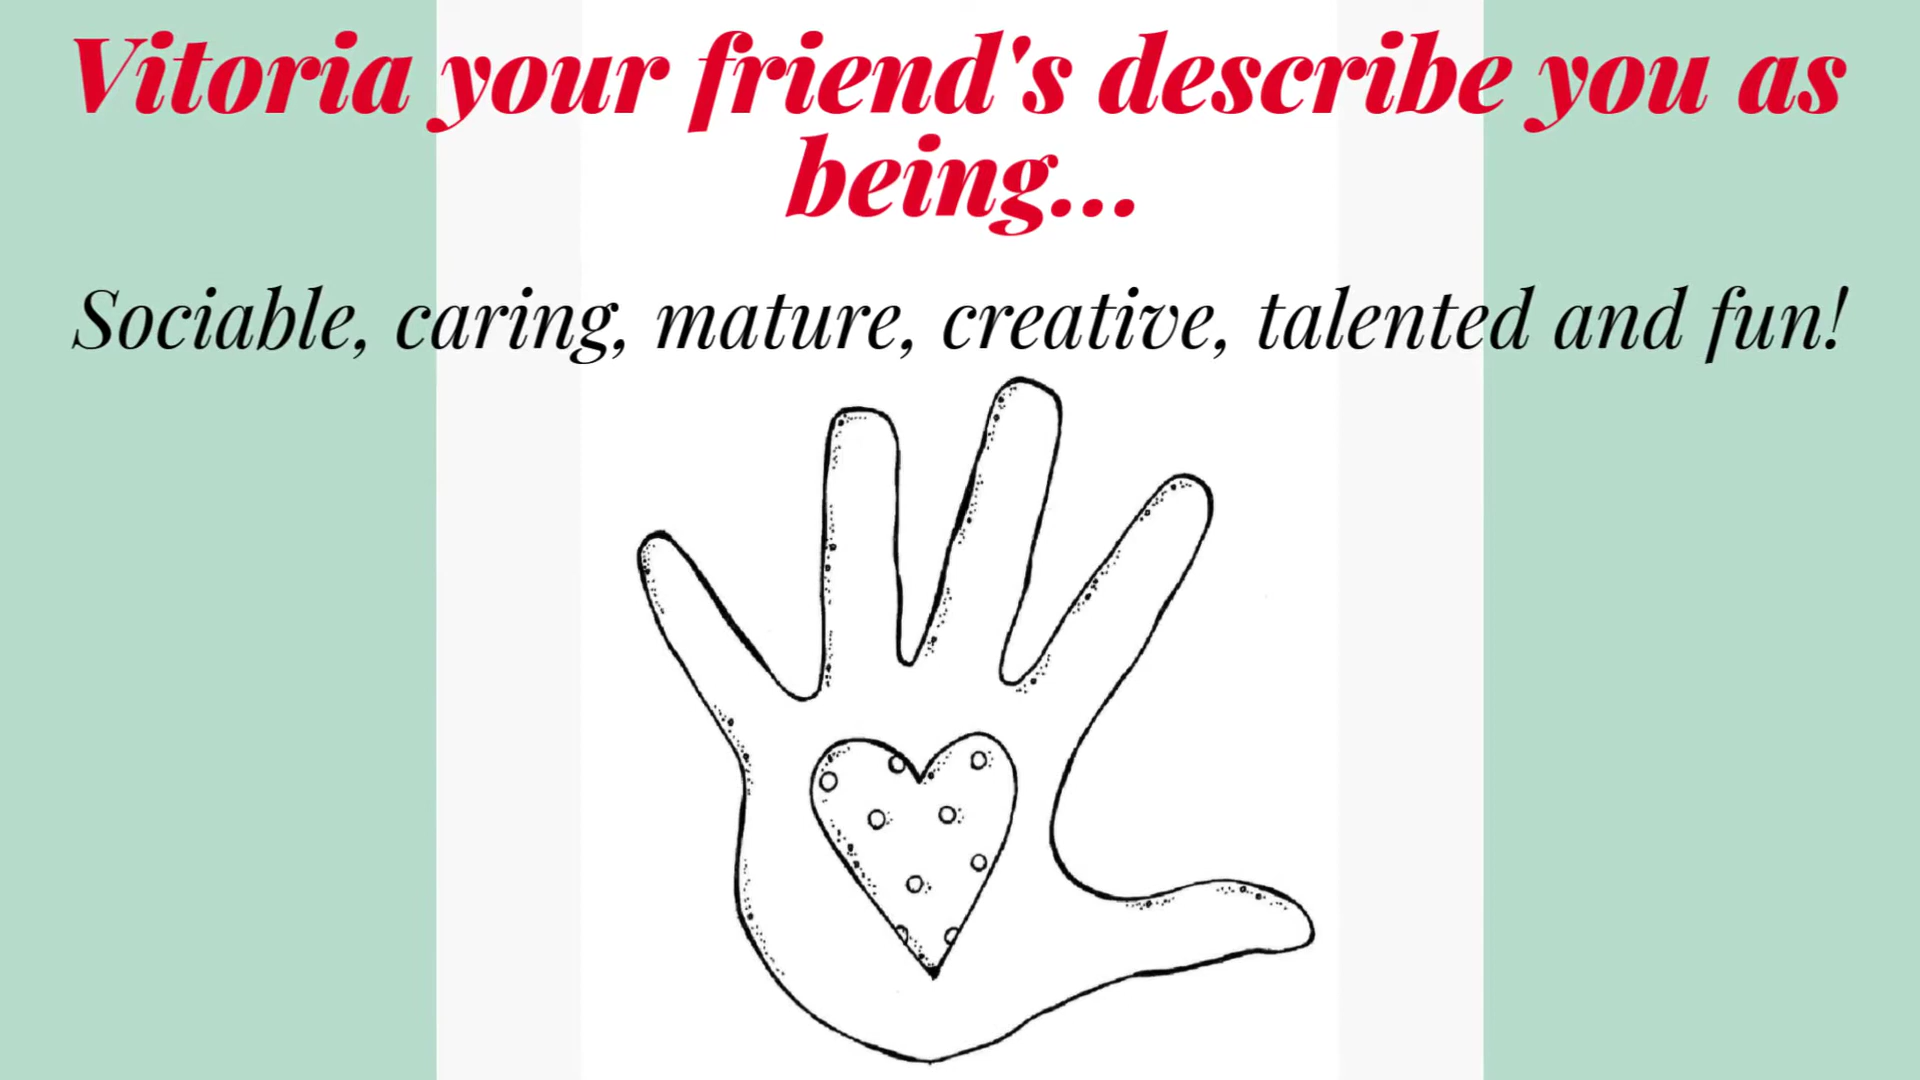 Vitoria your friend's describe you as
being...
Sociable, caring, mature, creative, talented and fun!